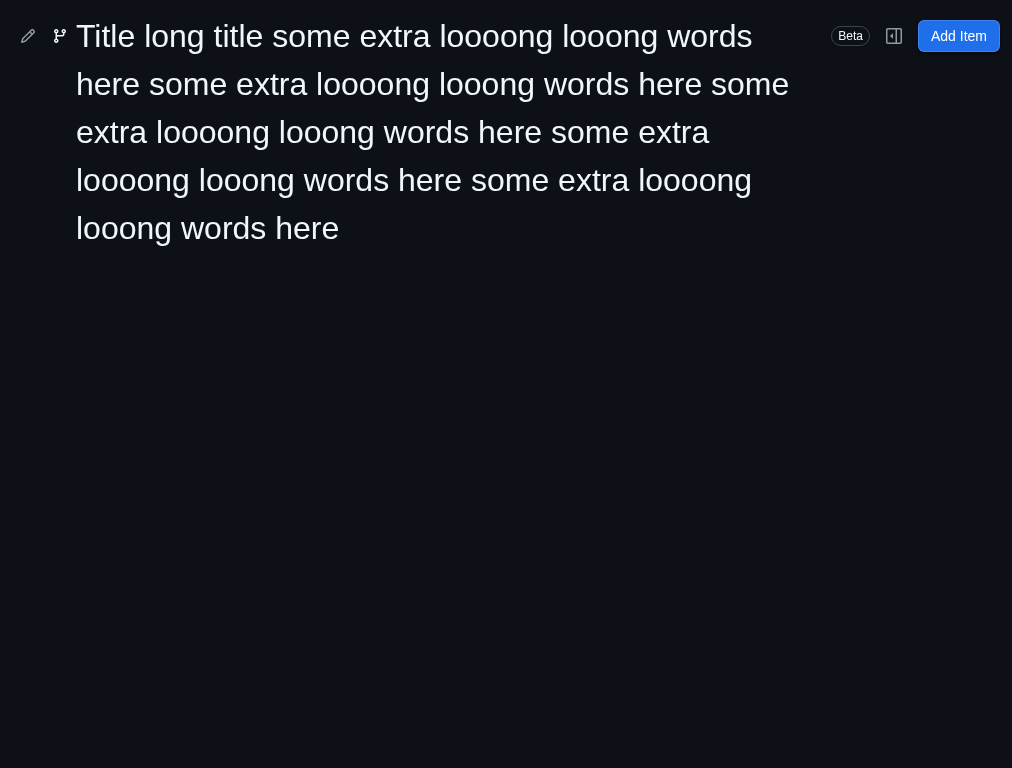 Title long title some extra loooong looong words
here some extra loooong looong words here some
extra loooong looong words here some extra
loooong looong words here some extra loooong
looong words here
Beta
Add Item